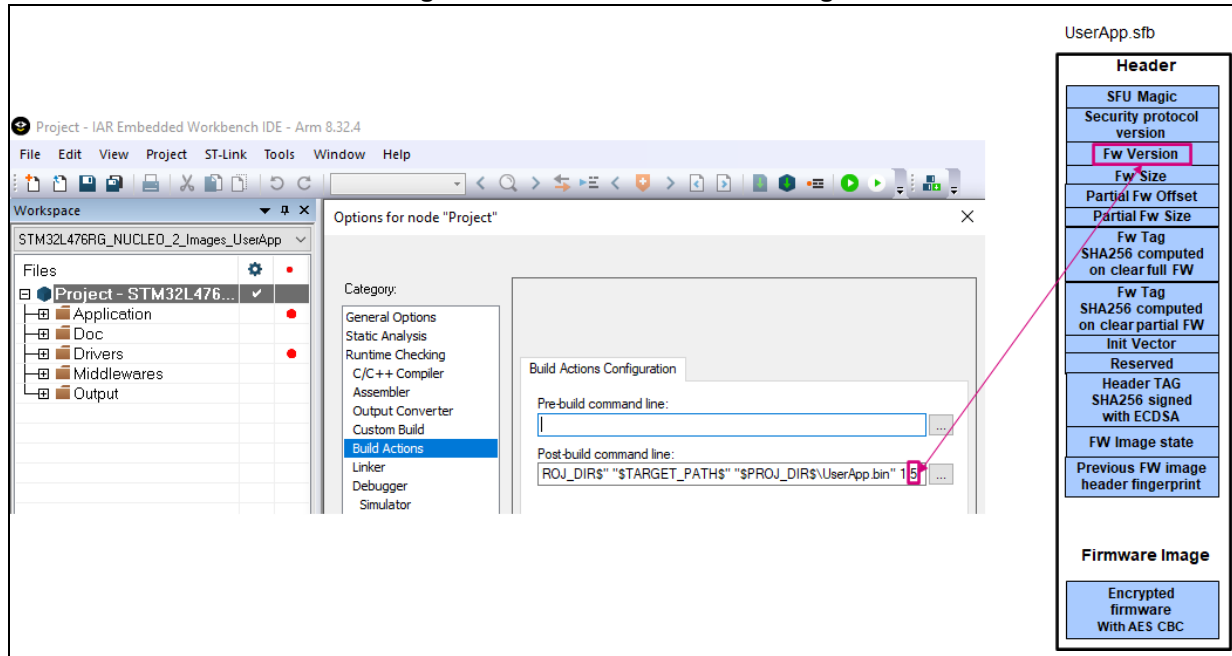 UserApp.sfb
Header
SFU Magic
Security protocol
version
Fw Version
Fw Size
Partial Fw Offset
Partial Fw Size
Fw Tag
SHA256 computed
on clear full FW
Fw Tag
SHA256 computed
on clear partial FW
Init Vector
Reserved
Header TAG
SHA256 signed
with ECDSA
FW Image state
Previous FW image
header fingerprint
Firmware Image
Encrypted
firmware
With AES CBC
Project - IAR Embedded Workbench IDE - Arm 8.32.4
File Edit View Project ST-Link Tools Window Help
Workspace
STM32L476RG_NUCLEO_2_Images_UserApp
Files
Project - STM32L476...
Application
Doc
Drivers
Middlewares
Output
Options for node "Project"
Category:
General Options
Static Analysis
Runtime Checking
C/C++ Compiler
Assembler
Output Converter
Custom Build
Build Actions
Linker
Debugger
Simulator
Build Actions Configuration
Pre-build command line:
...
Post-build command line:
ROJ_DIR$" "$TARGET_PATH$" "$PROJ_DIR$\UserApp.bin" 1 5
...